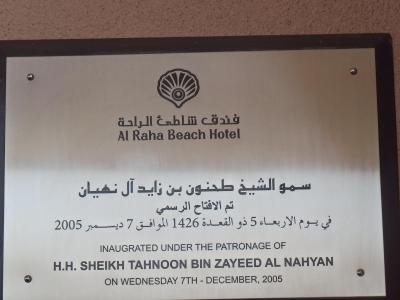 فندق شاطئ الراحة
Al Raha Beach Hotel
سمو الشيخ طحنون بن زايد آل نهيان
تم الافتتاح الرسمي
في يوم الاربعاء 5 ذو القعدة 1426 الموافق 7 ديسمبر 2005
INAUGRATED UNDER THE PATRONAGE OF
H.H. SHEIKH TAHNOON BIN ZAYEED AL NAHYAN
ON WEDNESDAY 7TH - DECEMBER, 2005